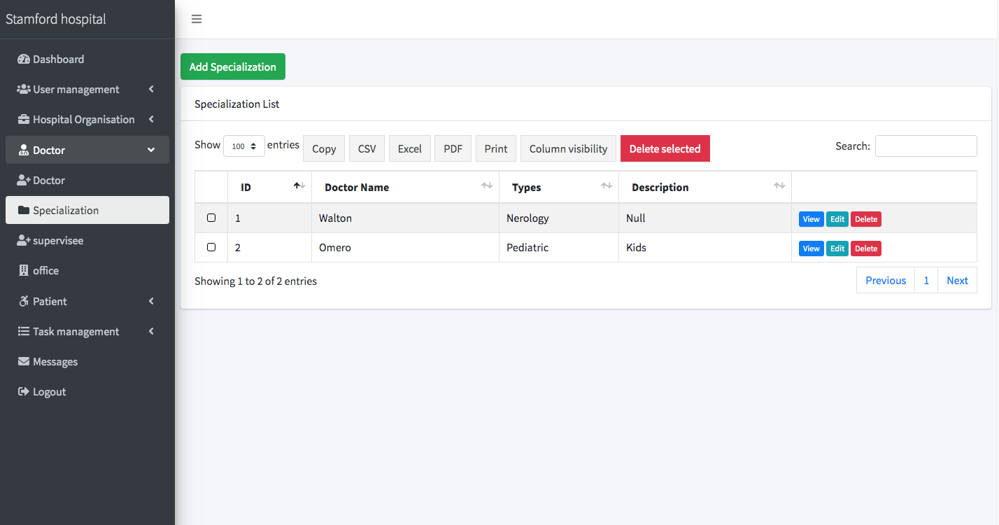 Stamford hospital
Dashboard
User management
Hospital Organisation
Doctor
Doctor
Specialization
supervisee
office
Patient
Task management
Messages
Logout
Add Specialization
Specialization List
Show 100 entries Copy CSV Excel PDF Print Column visibility Delete selected Search:
ID Doctor Name Types Description
1 Walton Nerology Null View Edit Delete
2 Omero Pediatric Kids View Edit Delete
Showing 1 to 2 of 2 entries Previous 1 Next